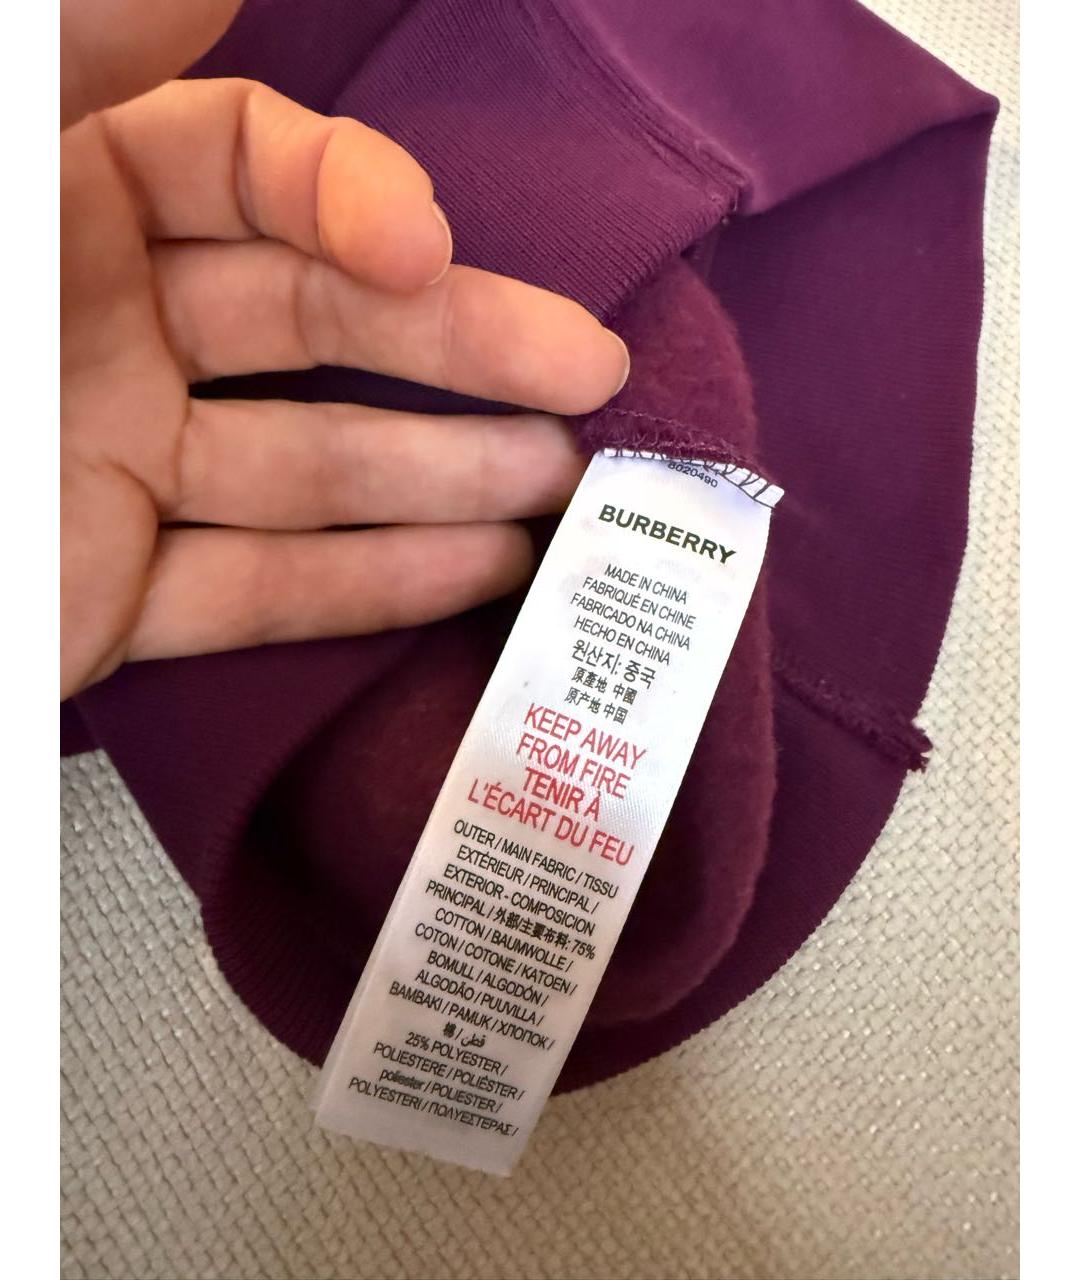 8020490
BURBERRY
MADE IN CHINA
FABRIQUÉ EN CHINE
FABRICADO NA CHINA
HECHO EN CHINA
원산지: 중국
原產地 中國
原产地 中国
KEEP AWAY
FROM FIRE
TENIR À
L'ÉCART DU FEU
OUTER / MAIN FABRIC / TISSU
EXTÉRIEUR / PRINCIPAL /
EXTERIOR - COMPOSICION
PRINCIPAL / 外部/主要布料: 75%
COTTON / BAUMWOLLE /
COTON / COTONE / KATOEN /
BOMULL / ALGODÓN /
ALGODÃO / PUUVILLA /
BAMBAKI / PAMUK / ХЛОПОК /
棉 / قطن
25% POLYESTER /
POLIESTERE / POLIÉSTER /
poliester / POLIESTER /
POLYESTERI / ΠΟΛΥΕΣΤΕΡΑΣ /